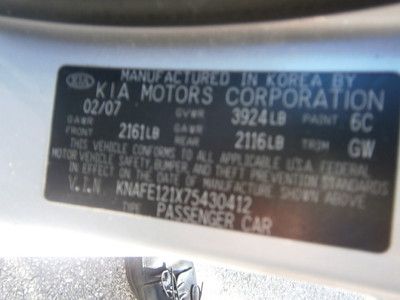 KIA
MANUFACTURED IN KOREA BY
KIA MOTORS CORPORATION
02/07 GVWR 3924LB PAINT 6C
GAWR FRONT 2161LB GAWR REAR 2116LB TRIM GW
THIS VEHICLE CONFORMS TO ALL APPLICABLE U.S.A. FEDERAL
MOTOR VEHICLE SAFETY, BUMPER, AND THEFT PREVENTION
STANDARDS IN EFFECT ON THE DATE OF MANUFACTURE
V.I.N. KNAFE121X75430412
TYPE: PASSENGER CAR